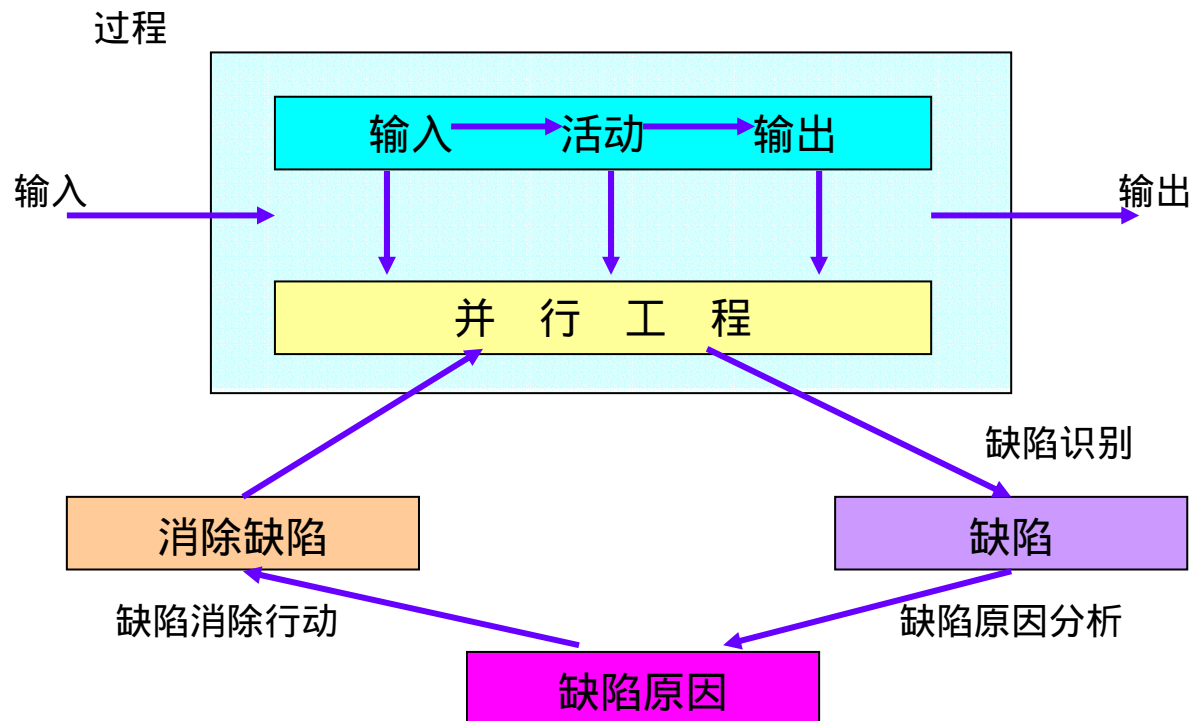 过程
输入 活动 输出
输入
输出
并 行 工 程
缺陷识别
消除缺陷
缺陷
缺陷消除行动
缺陷原因分析
缺陷原因